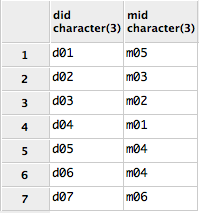 did mid
character(3) character(3)
1 d01 m05
2 d02 m03
3 d03 m02
4 d04 m01
5 d05 m04
6 d06 m04
7 d07 m06